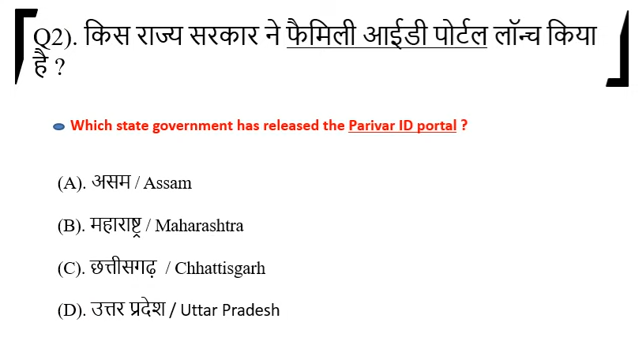 Q2). किस राज्य सरकार ने फैमिली आईडी पोर्टल लॉन्च किया
है ?
Which state government has released the Parivar ID portal ?
(A). असम / Assam
(B). महाराष्ट्र / Maharashtra
(C). छत्तीसगढ़ / Chhattisgarh
(D). उत्तर प्रदेश / Uttar Pradesh